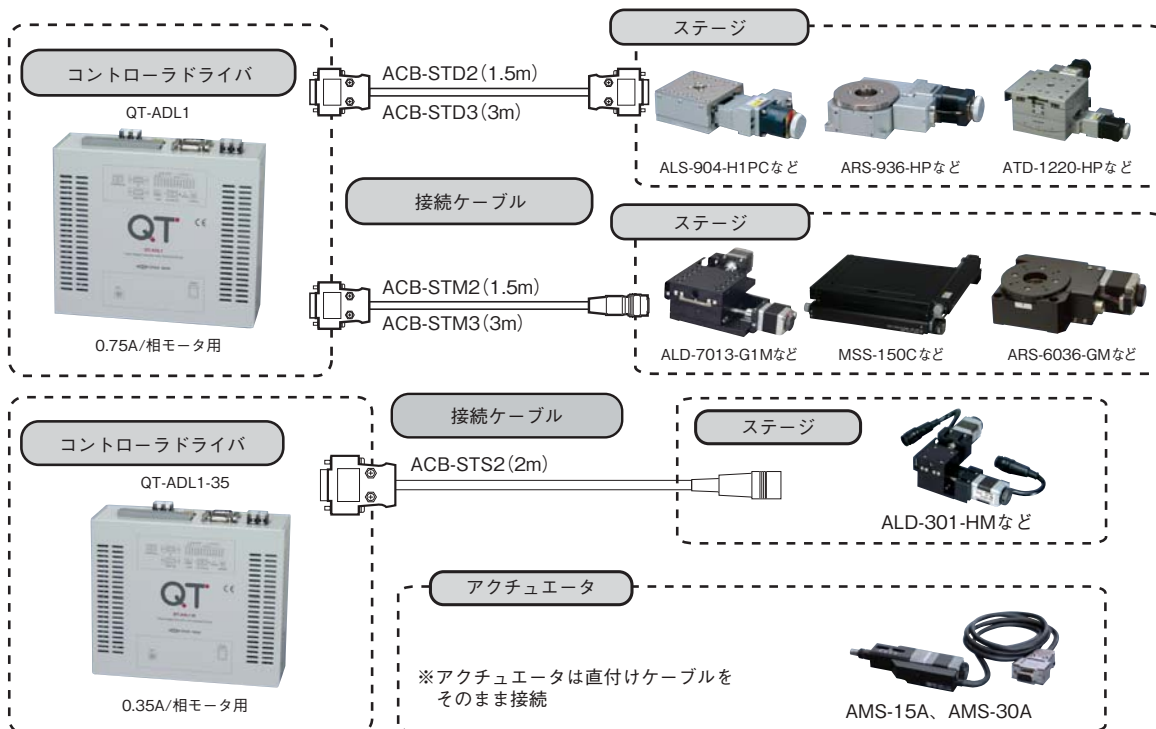 コントローラドライバ
QT-ADL1
QT
CE
0.75A/相モータ用
ACB-STD2(1.5m)
ACB-STD3(3m)
ステージ
ALS-904-H1PCなど
ARS-936-HPなど
ATD-1220-HPなど
接続ケーブル
ACB-STM2(1.5m)
ACB-STM3(3m)
ステージ
ALD-7013-G1Mなど
MSS-150Cなど
ARS-6036-GMなど
コントローラドライバ
QT-ADL1-35
QT
CE
0.35A/相モータ用
接続ケーブル
ACB-STS2(2m)
ステージ
ALD-301-HMなど
アクチュエータ
※アクチュエータは直付けケーブルを
そのまま接続
AMS-15A、AMS-30A